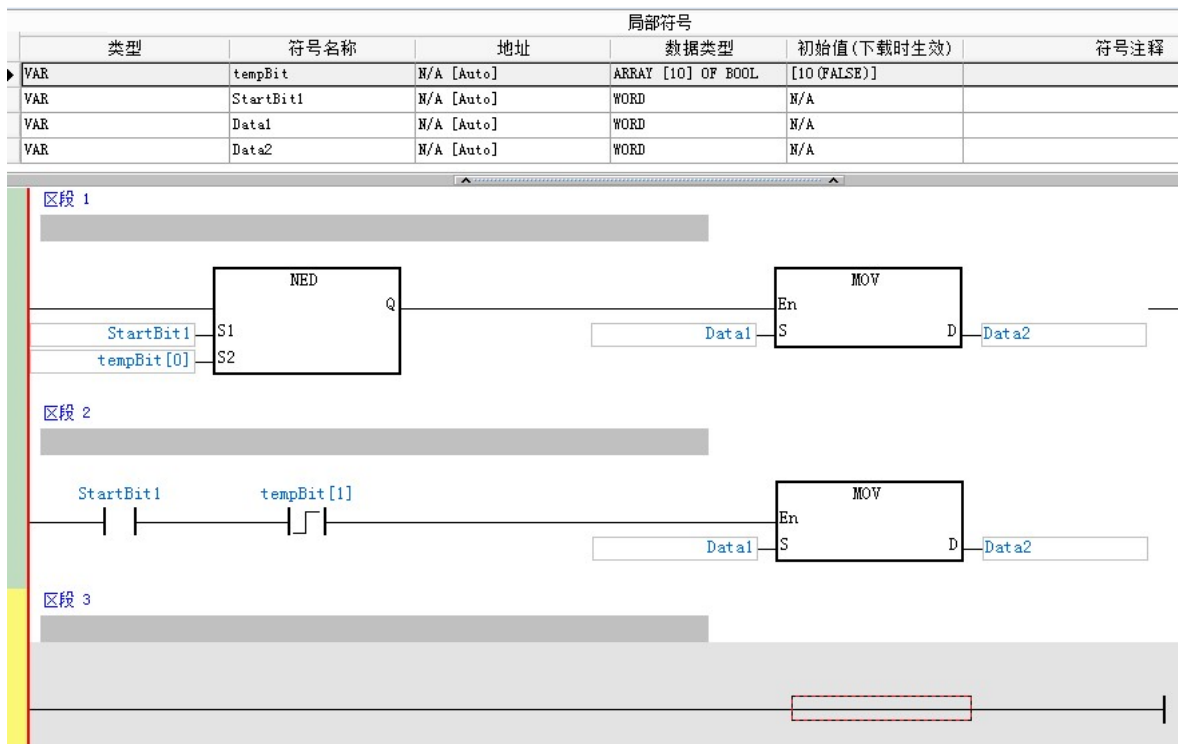 局部符号
类型 符号名称 地址 数据类型 初始值(下载时生效) 符号注释
VAR tempBit N/A [Auto] ARRAY [10] OF BOOL [10(FALSE)]
VAR StartBit1 N/A [Auto] WORD N/A
VAR Data1 N/A [Auto] WORD N/A
VAR Data2 N/A [Auto] WORD N/A
区段 1
NED MOV
Q En
StartBit1 S1 Data1 S D Data2
tempBit[0] S2
区段 2
StartBit1 tempBit[1] MOV
En
Data1 S D Data2
区段 3